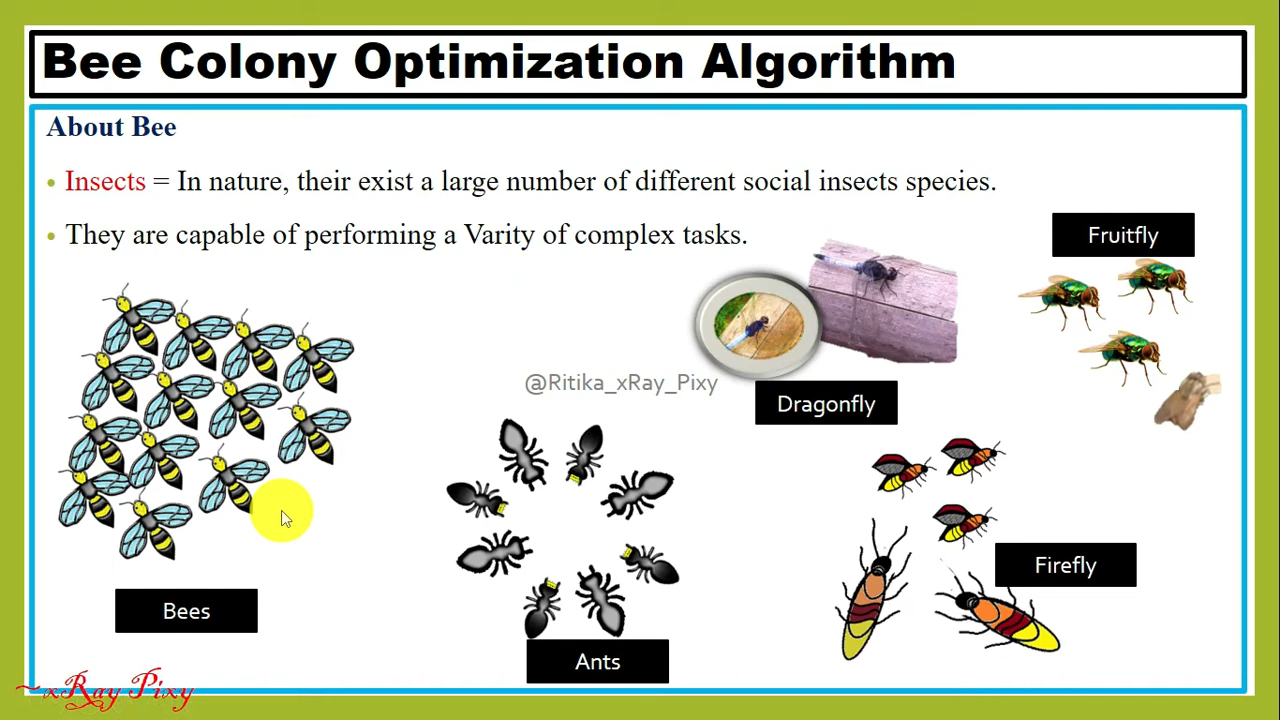 Bee Colony Optimization Algorithm
About Bee
• Insects = In nature, their exist a large number of different social insects species.
• They are capable of performing a Varity of complex tasks.
Fruitfly
@Ritika_xRay_Pixy
Dragonfly
Firefly
Bees
Ants
~xRay Pixy